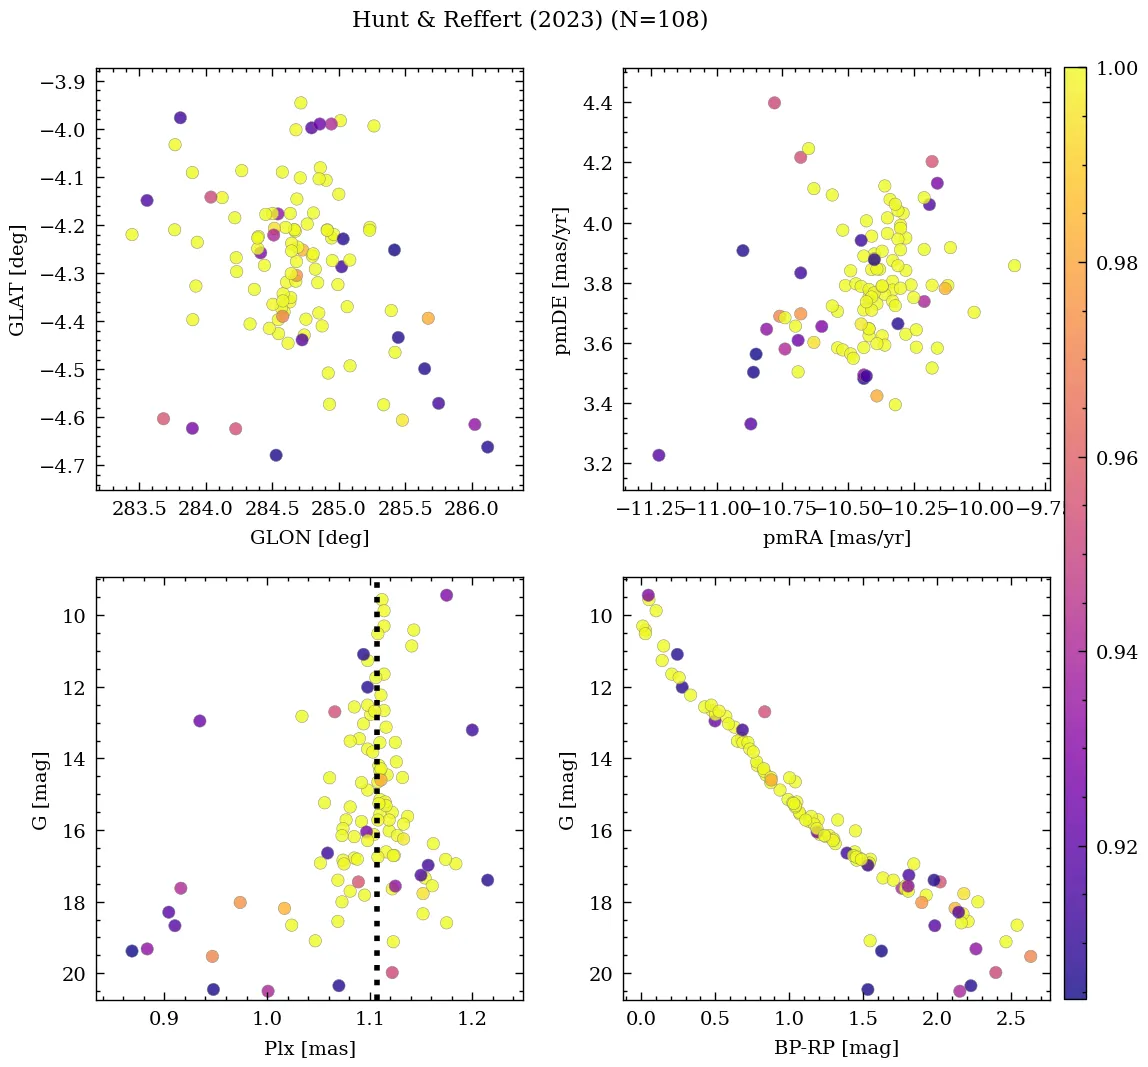 Hunt & Reffert (2023) (N=108)
−3.9
−4.0
−4.1
−4.2
−4.3
−4.4
−4.5
−4.6
−4.7
GLAT [deg]
283.5 284.0 284.5 285.0 285.5 286.0
GLON [deg]
4.4
4.2
4.0
3.8
3.6
3.4
3.2
pmDE [mas/yr]
−11.25 −11.00 −10.75 −10.50 −10.25 −10.00 −9.75
pmRA [mas/yr]
1.00
0.98
0.96
0.94
0.92
10
12
14
16
18
20
G [mag]
0.9 1.0 1.1 1.2
Plx [mas]
10
12
14
16
18
20
G [mag]
0.0 0.5 1.0 1.5 2.0 2.5
BP-RP [mag]